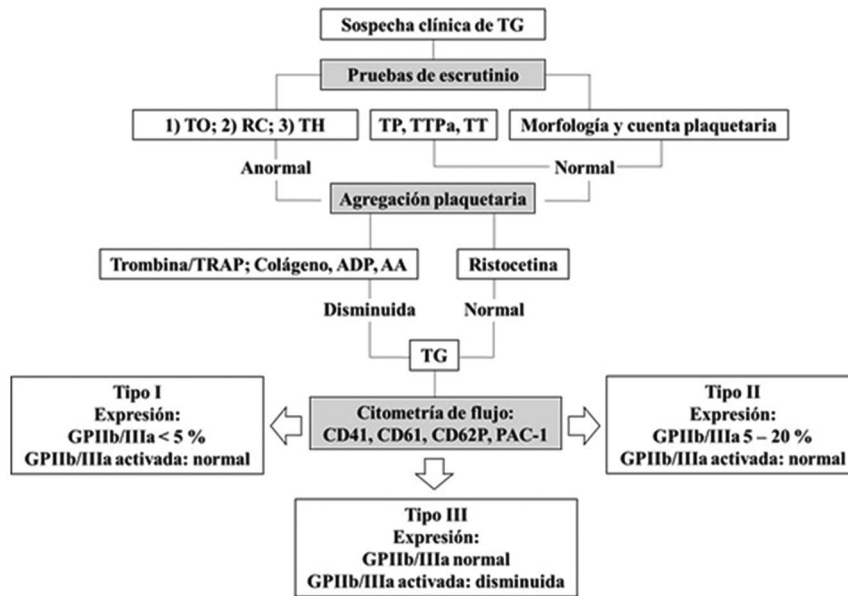 Sospecha clínica de TG
Pruebas de escrutinio
1) TO; 2) RC; 3) TH
TP, TTPa, TT
Morfología y cuenta plaquetaria
Anormal
Normal
Agregación plaquetaria
Trombina/TRAP; Colágeno, ADP, AA
Ristocetina
Disminuida
Normal
TG
Tipo I
Expresión:
GPIIb/IIIa < 5 %
GPIIb/IIIa activada: normal
Citometría de flujo:
CD41, CD61, CD62P, PAC-1
Tipo II
Expresión:
GPIIb/IIIa 5 – 20 %
GPIIb/IIIa activada: normal
Tipo III
Expresión:
GPIIb/IIIa normal
GPIIb/IIIa activada: disminuida